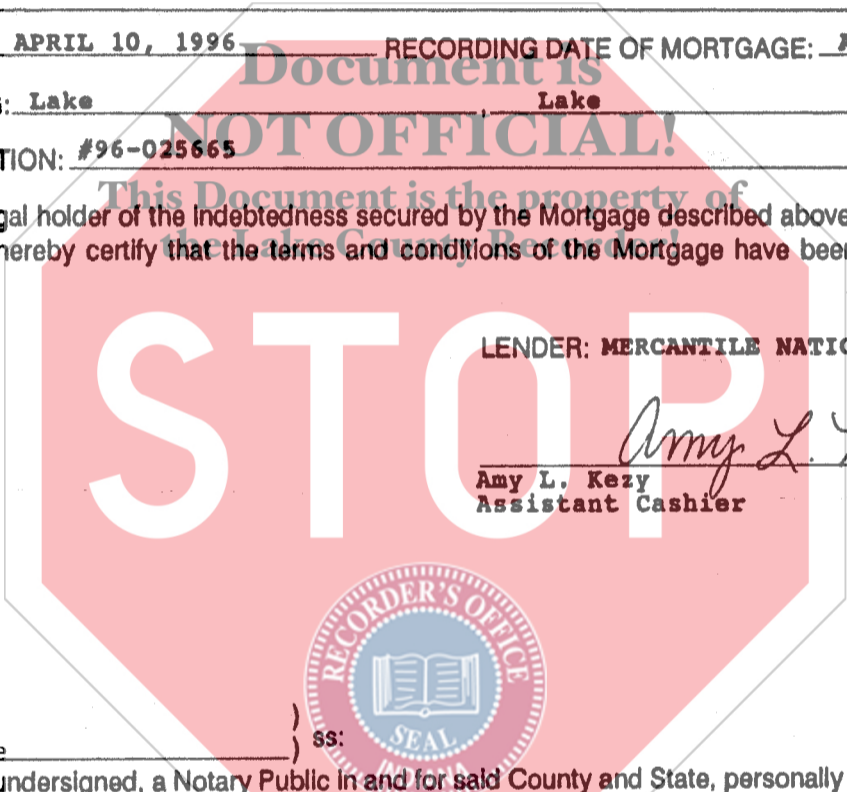 APRIL 10, 1996 RECORDING DATE OF MORTGAGE: A
Document is
: Lake , Lake
NOT OFFICIAL!
TION: #96-025665
This Document is the property of
gal holder of the indebtedness secured by the Mortgage described above
the Lake County Recorder!
hereby certify that the terms and conditions of the Mortgage have been
STOP
LENDER: MERCANTILE NATIO
Amy L.
Amy L. Kezy
Assistant Cashier
RECORDER'S OFFICE
SEAL
INDIANA
) 
e ) ss:
undersigned, a Notary Public in and for said County and State, personally